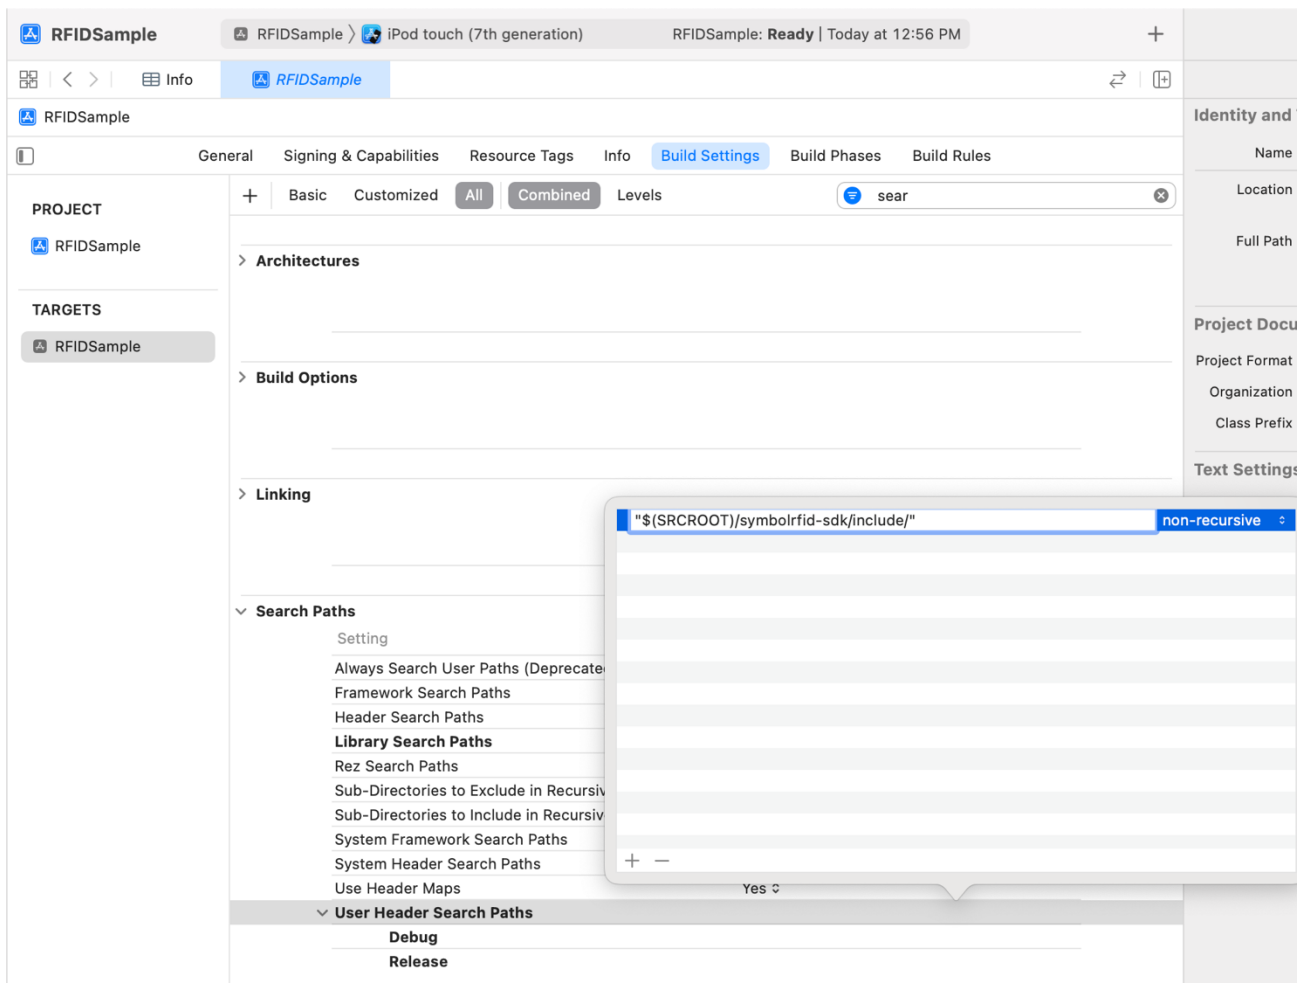 RFIDSample
RFIDSample 〉 iPod touch (7th generation)
RFIDSample: Ready | Today at 12:56 PM
Info
RFIDSample
RFIDSample
General Signing & Capabilities Resource Tags Info Build Settings Build Phases Build Rules
PROJECT
RFIDSample
TARGETS
RFIDSample
Basic Customized All Combined Levels
sear
Architectures
Build Options
Linking
"$(SRCROOT)/symbolrfid-sdk/include/" non-recursive
Search Paths
Setting
Always Search User Paths (Deprecated
Framework Search Paths
Header Search Paths
Library Search Paths
Rez Search Paths
Sub-Directories to Exclude in Recursiv
Sub-Directories to Include in Recursiv
System Framework Search Paths
System Header Search Paths
Use Header Maps Yes
User Header Search Paths
Debug
Release
Identity and
Name
Location
Full Path
Project Docu
Project Format
Organization
Class Prefix
Text Settings